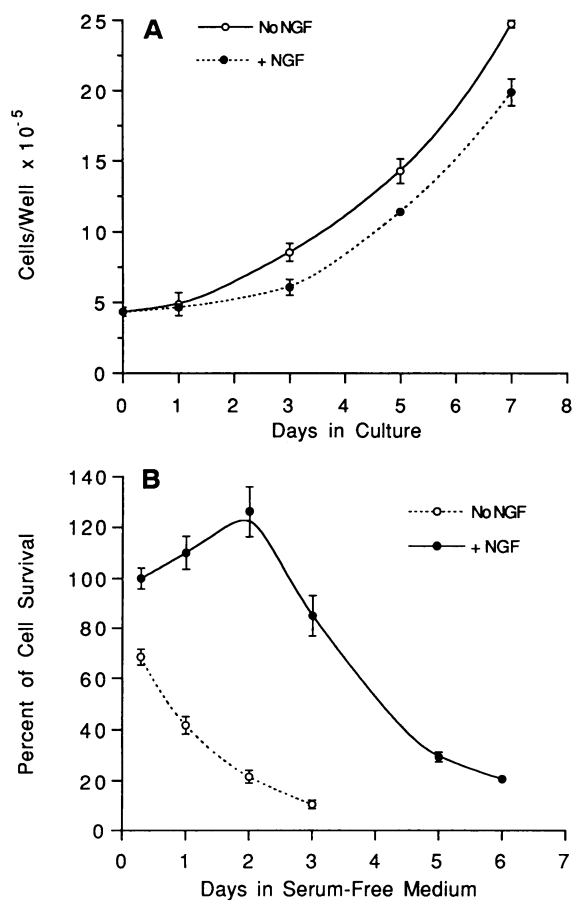 A
No NGF
+ NGF
25
20
15
10
5
0
Cells/Well x 10-5
0 1 2 3 4 5 6 7 8
Days in Culture
B
No NGF
+ NGF
140
120
100
80
60
40
20
0
Percent of Cell Survival
0 1 2 3 4 5 6 7
Days in Serum-Free Medium